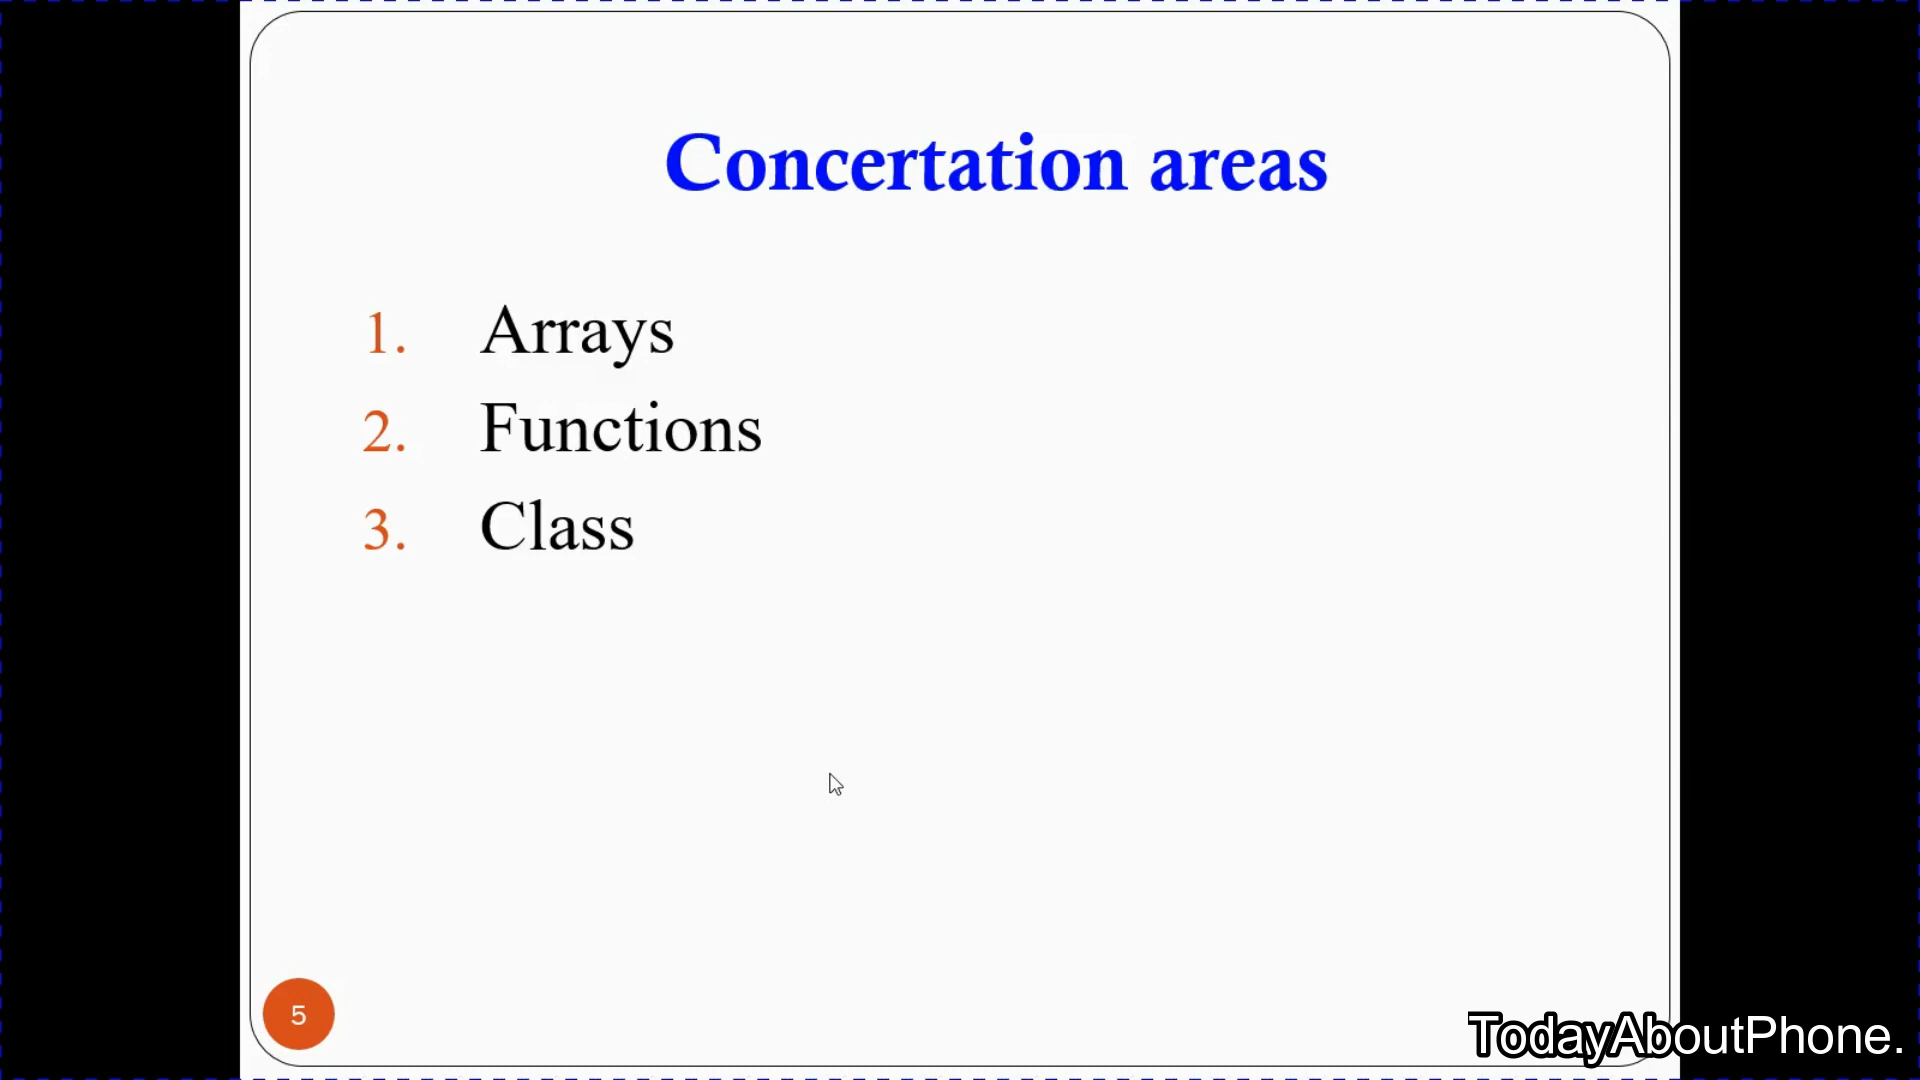 Concertation areas
1. Arrays
2. Functions
3. Class
5
TodayAboutPhone.